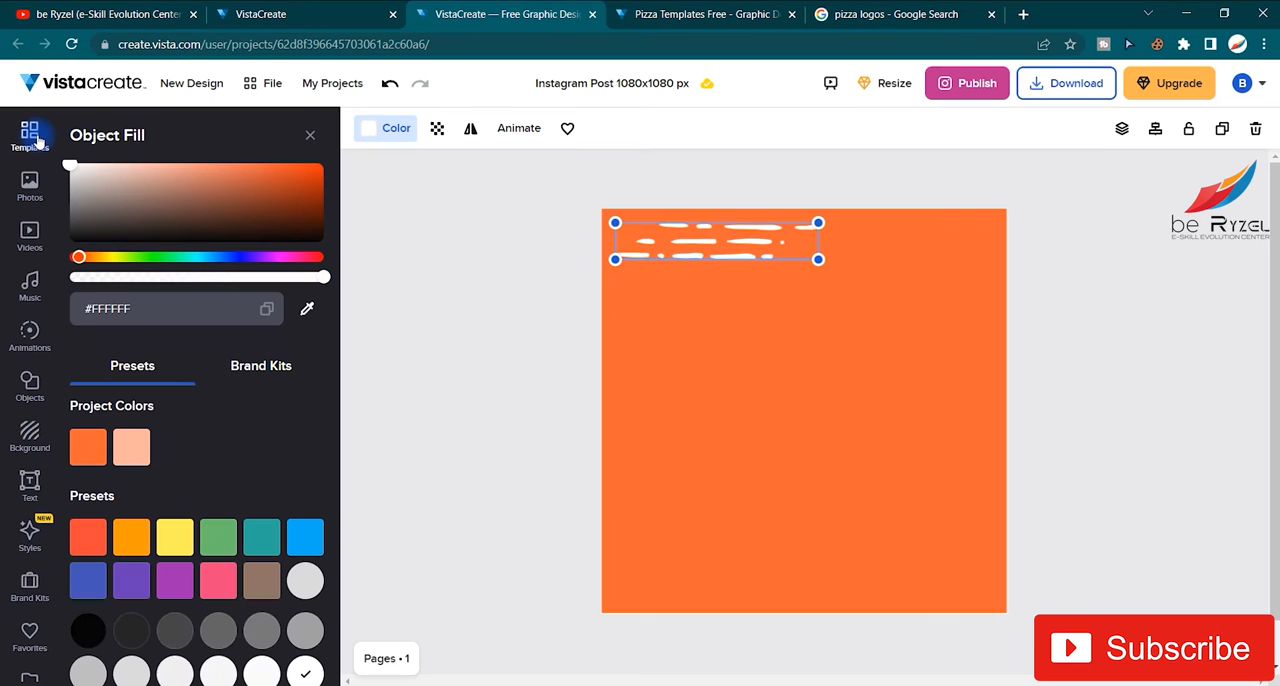 be Ryzel (e-Skill Evolution Center
VistaCreate
VistaCreate — Free Graphic Desi
Pizza Templates Free - Graphic D
pizza logos - Google Search
create.vista.com/user/projects/62d8f396645703061a2c60a6/
vistacreate
New Design
File
My Projects
Instagram Post 1080x1080 px
Resize
Publish
Download
Upgrade
B
Templates
Object Fill
Color
Animate
Photos
Videos
Music
Animations
Objects
Bckground
Text
NEW
Styles
Brand Kits
Favorites
#FFFFFF
Presets
Brand Kits
Project Colors
Presets
Pages • 1
be RYZEL
E-SKILL EVOLUTION CENTER
Subscribe